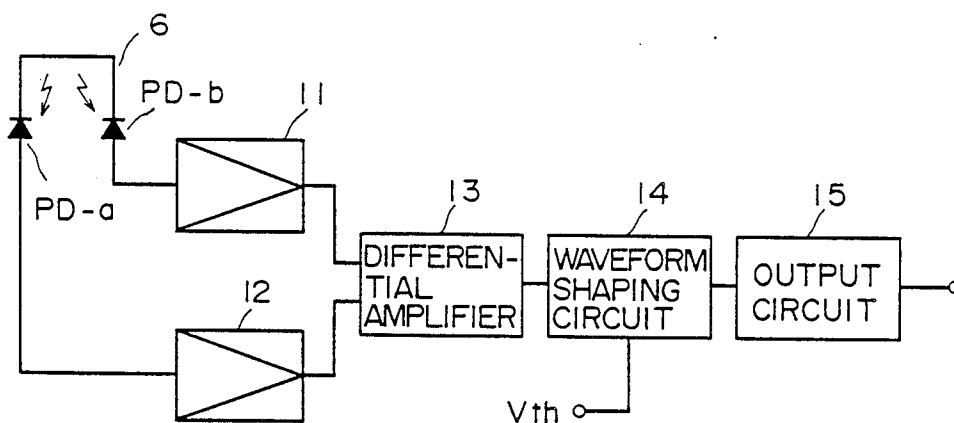 6
PD-b
11
PD-a
13
14
15
DIFFEREN-
TIAL
AMPLIFIER
WAVEFORM
SHAPING
CIRCUIT
OUTPUT
CIRCUIT
12
Vth